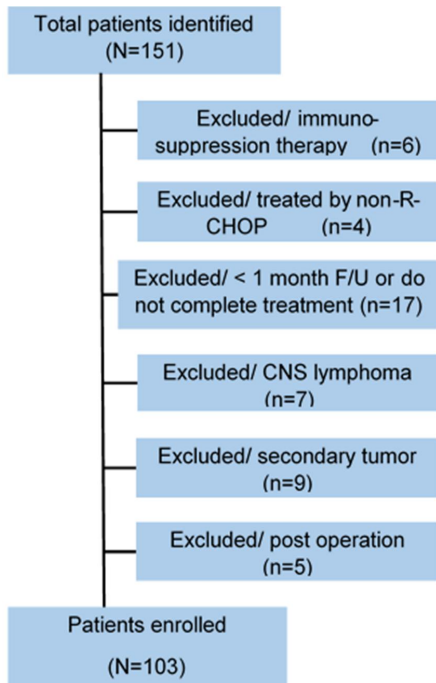 Total patients identified
(N=151)
Excluded/ immuno-
suppression therapy (n=6)
Excluded/ treated by non-R-
CHOP (n=4)
Excluded/ < 1 month F/U or do
not complete treatment (n=17)
Excluded/ CNS lymphoma
(n=7)
Excluded/ secondary tumor
(n=9)
Excluded/ post operation
(n=5)
Patients enrolled
(N=103)